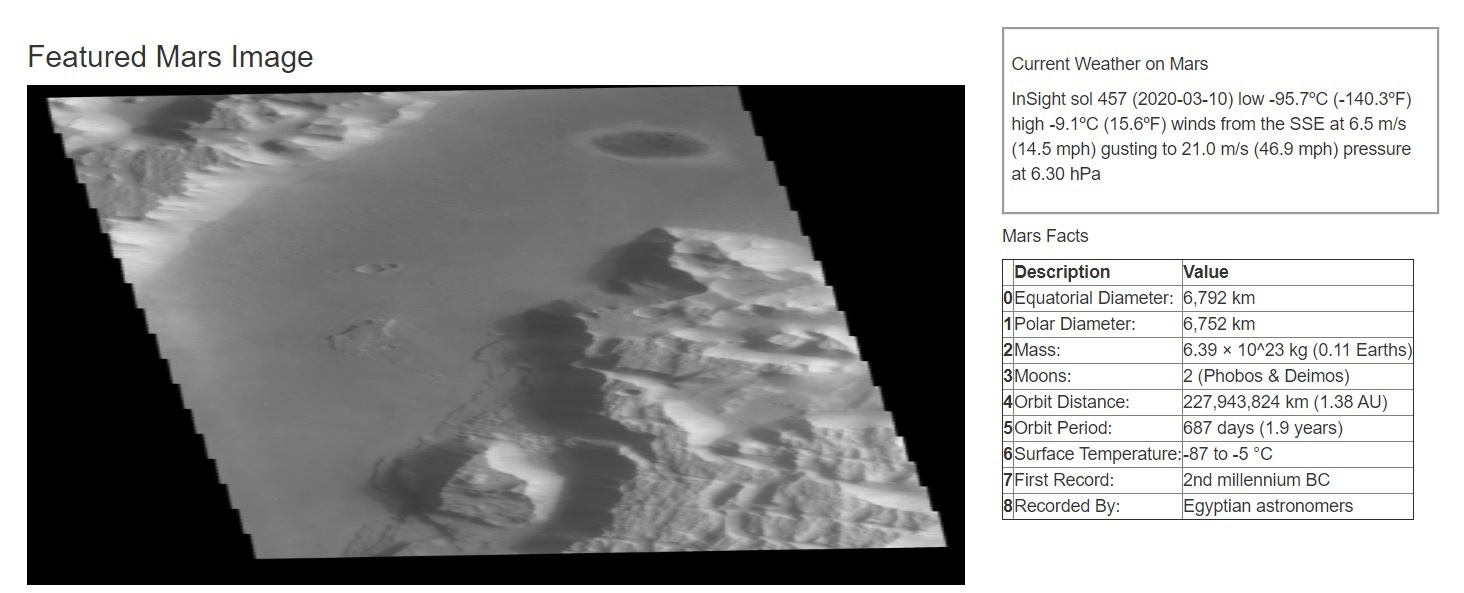 Featured Mars Image
Current Weather on Mars
InSight sol 457 (2020-03-10) low -95.7ºC (-140.3ºF)
high -9.1ºC (15.6ºF) winds from the SSE at 6.5 m/s
(14.5 mph) gusting to 21.0 m/s (46.9 mph) pressure
at 6.30 hPa
Mars Facts
Description Value
0 Equatorial Diameter: 6,792 km
1 Polar Diameter: 6,752 km
2 Mass: 6.39 × 10^23 kg (0.11 Earths)
3 Moons: 2 (Phobos & Deimos)
4 Orbit Distance: 227,943,824 km (1.38 AU)
5 Orbit Period: 687 days (1.9 years)
6 Surface Temperature: -87 to -5 °C
7 First Record: 2nd millennium BC
8 Recorded By: Egyptian astronomers